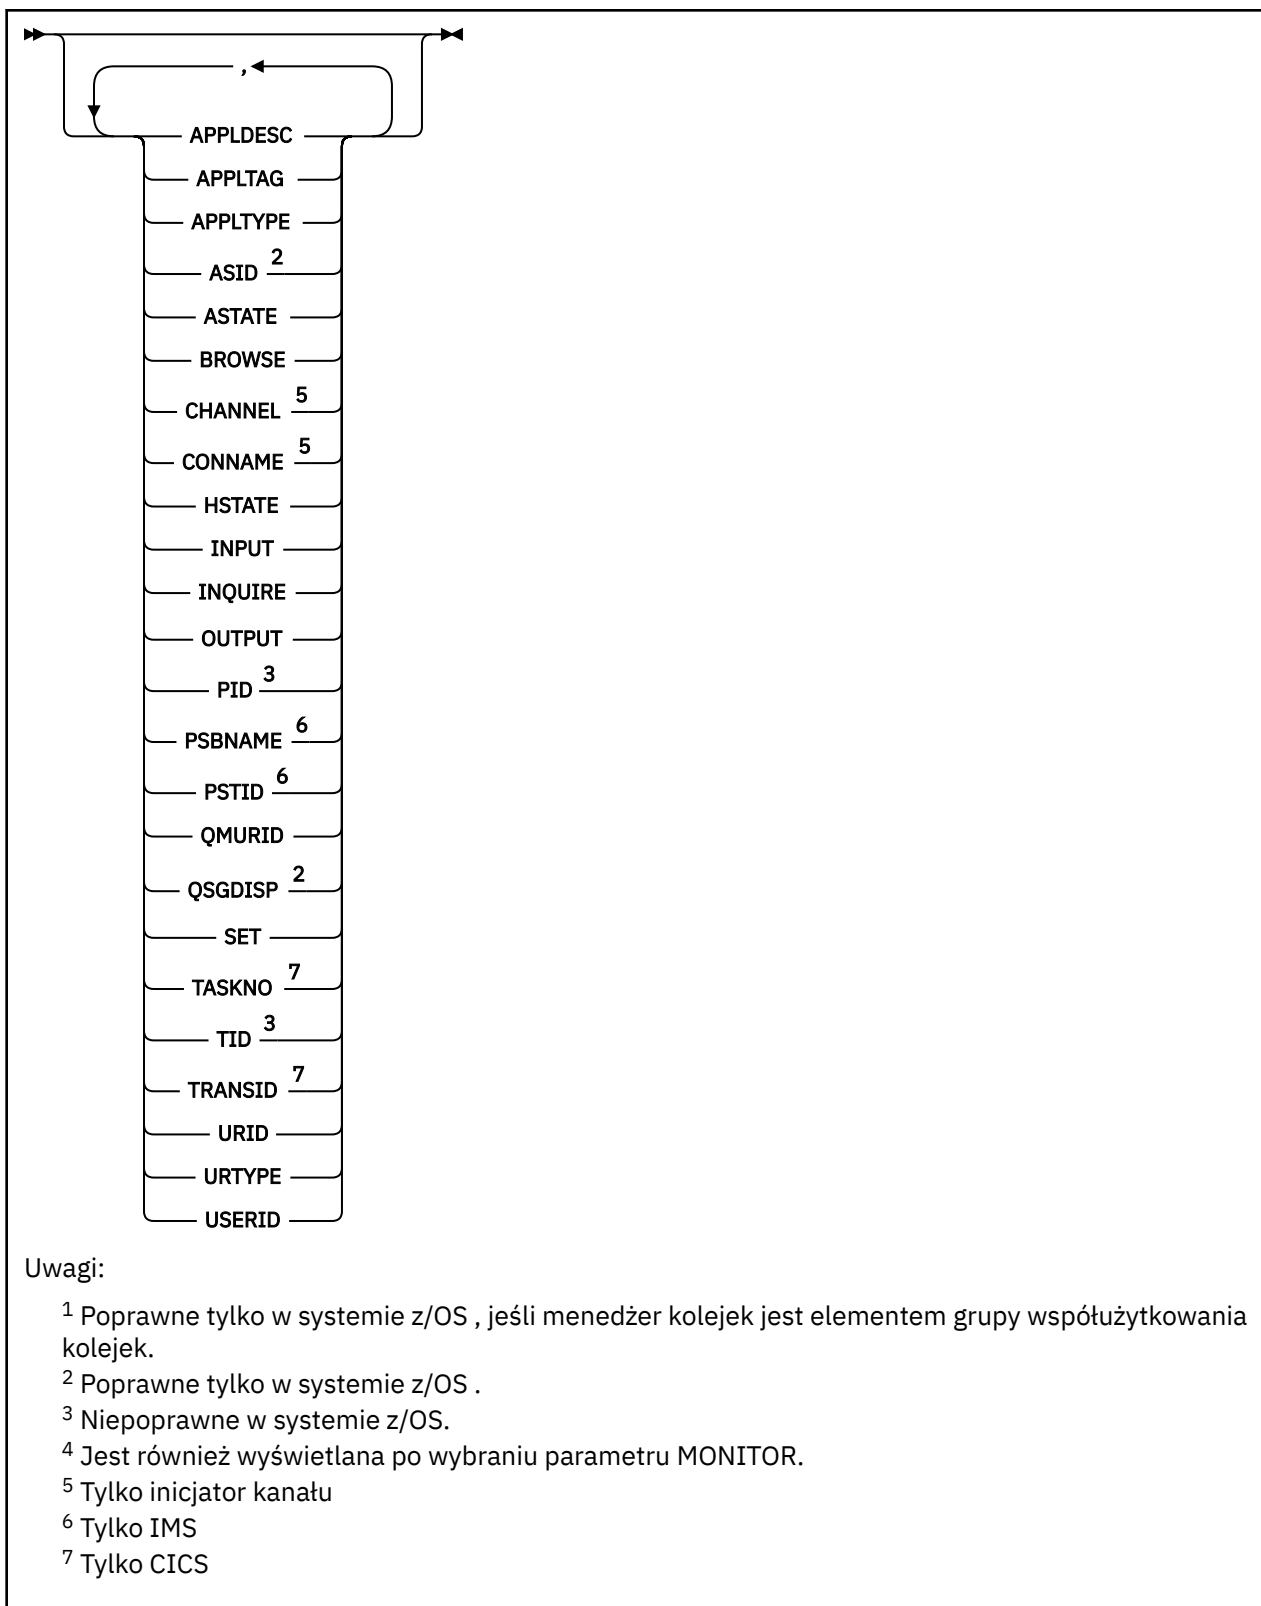 ,
APPLDESC
APPLTAG
APPLTYPE
ASID 2
ASTATE
BROWSE
CHANNEL 5
CONNAME 5
HSTATE
INPUT
INQUIRE
OUTPUT
PID 3
PSBNAME 6
PSTID 6
QMURID
QSGDISP 2
SET
TASKNO 7
TID 3
TRANSID 7
URID
URTYPE
USERID
Uwagi:
1 Poprawne tylko w systemie z/OS , jeśli menedżer kolejek jest elementem grupy współużytkowania
kolejek.
2 Poprawne tylko w systemie z/OS .
3 Niepoprawne w systemie z/OS.
4 Jest również wyświetlana po wybraniu parametru MONITOR.
5 Tylko inicjator kanału
6 Tylko IMS
7 Tylko CICS